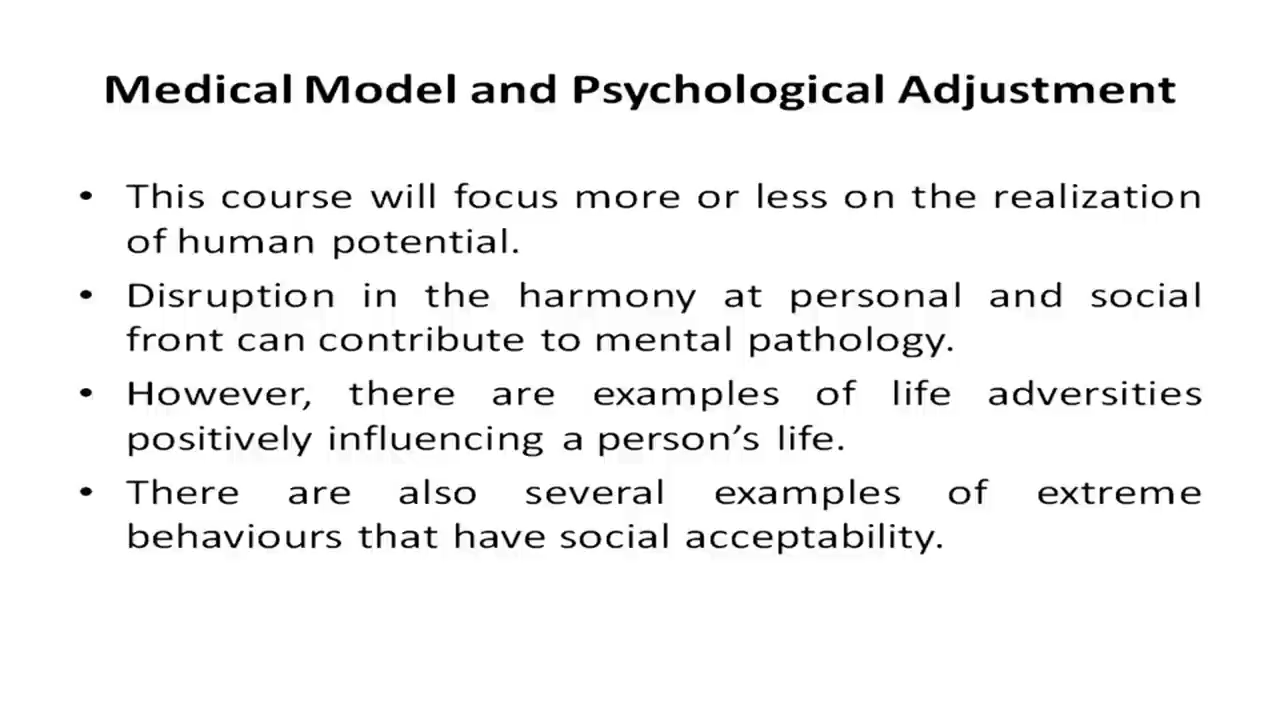 Medical Model and Psychological Adjustment
• This course will focus more or less on the realization
of human potential.
• Disruption in the harmony at personal and social
front can contribute to mental pathology.
• However, there are examples of life adversities
positively influencing a person’s life.
• There are also several examples of extreme
behaviours that have social acceptability.